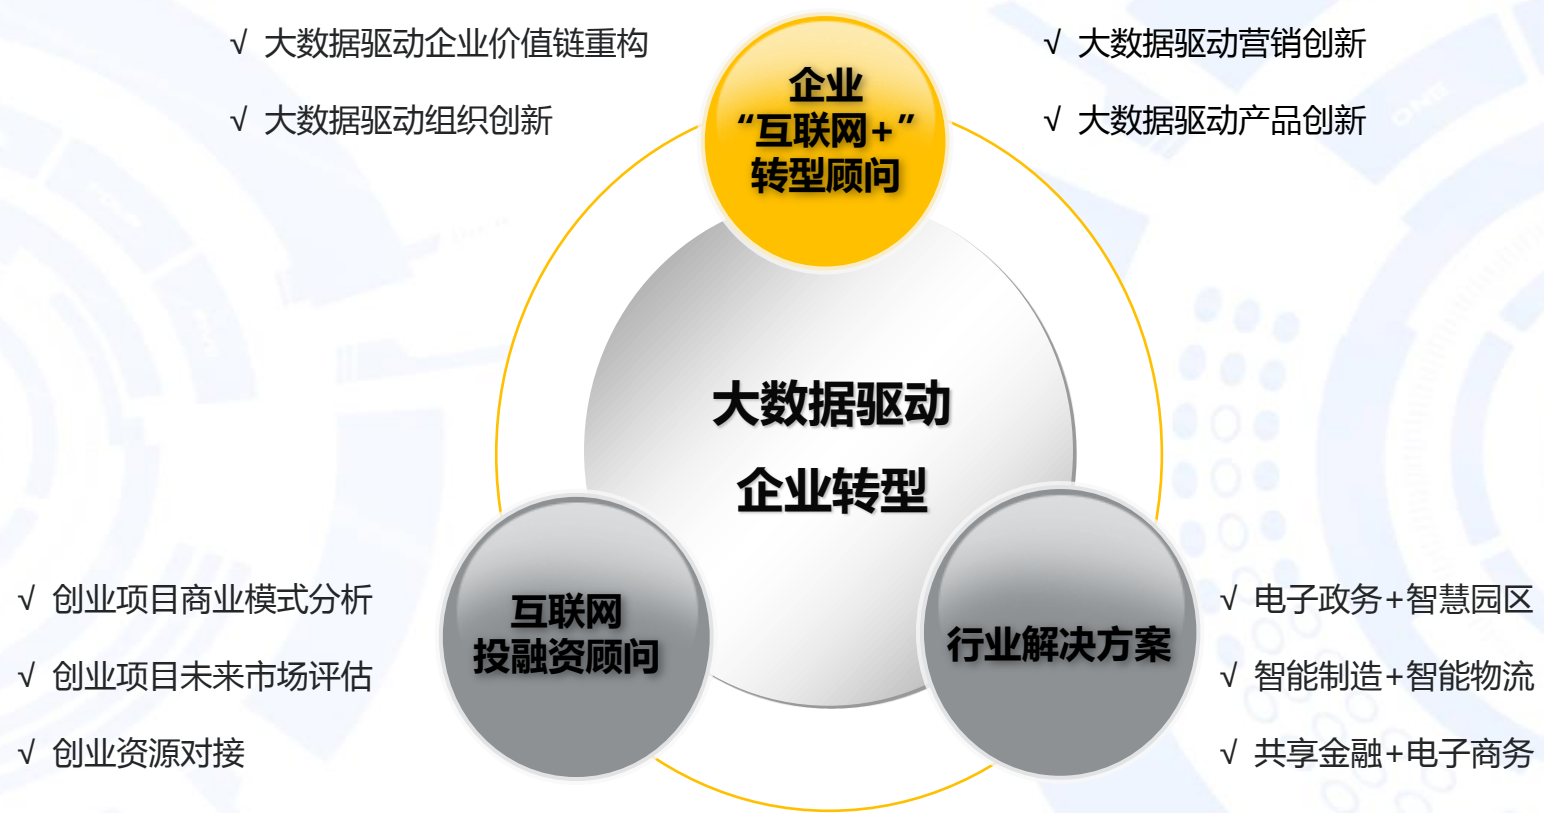 √ 大数据驱动企业价值链重构
√ 大数据驱动组织创新
企业
“互联网+”
转型顾问
√ 大数据驱动营销创新
√ 大数据驱动产品创新
大数据驱动
企业转型
互联网
投融资顾问
√ 创业项目商业模式分析
√ 创业项目未来市场评估
√ 创业资源对接
行业解决方案
√ 电子政务+智慧园区
√ 智能制造+智能物流
√ 共享金融+电子商务